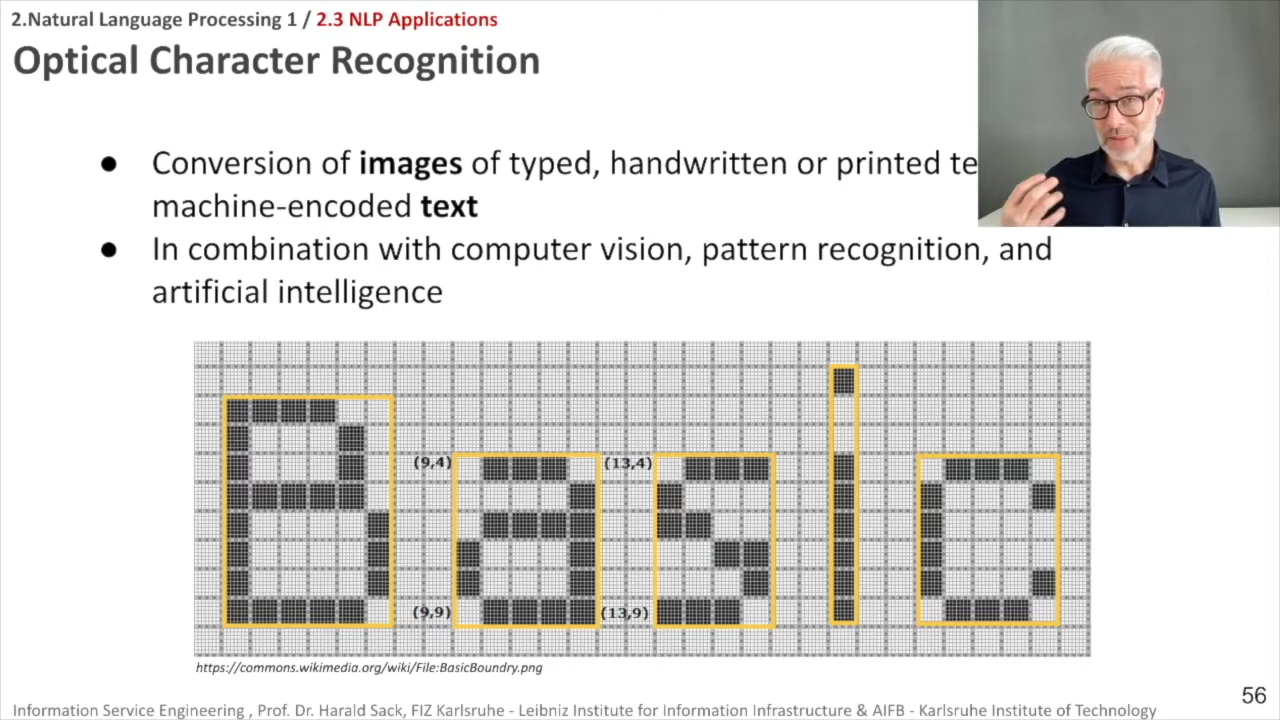 2.Natural Language Processing 1 / 2.3 NLP Applications
Optical Character Recognition
● Conversion of images of typed, handwritten or printed
machine-encoded text
● In combination with computer vision, pattern recognition, and
artificial intelligence
Basic
(9,4) (13,4)
(9,9) (13,9)
https://commons.wikimedia.org/wiki/File:BasicBoundry.png
56
Information Service Engineering , Prof. Dr. Harald Sack, FIZ Karlsruhe - Leibniz Institute for Information Infrastructure & AIFB - Karlsruhe Institute of Technology